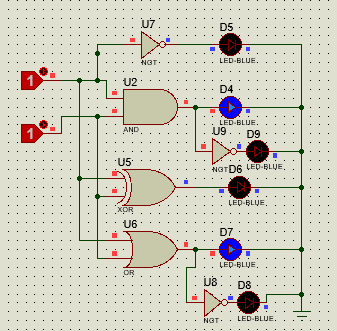 U7
D5
NGT
LED-BLUE
1
U2
D4
LED-BLUE
AND
U9
D9
1
NGT
LED-BLUE
U5
D6
XOR
LED-BLUE
U6
D7
OR
LED-BLUE
U8
D8
NGT
LED-BLUE